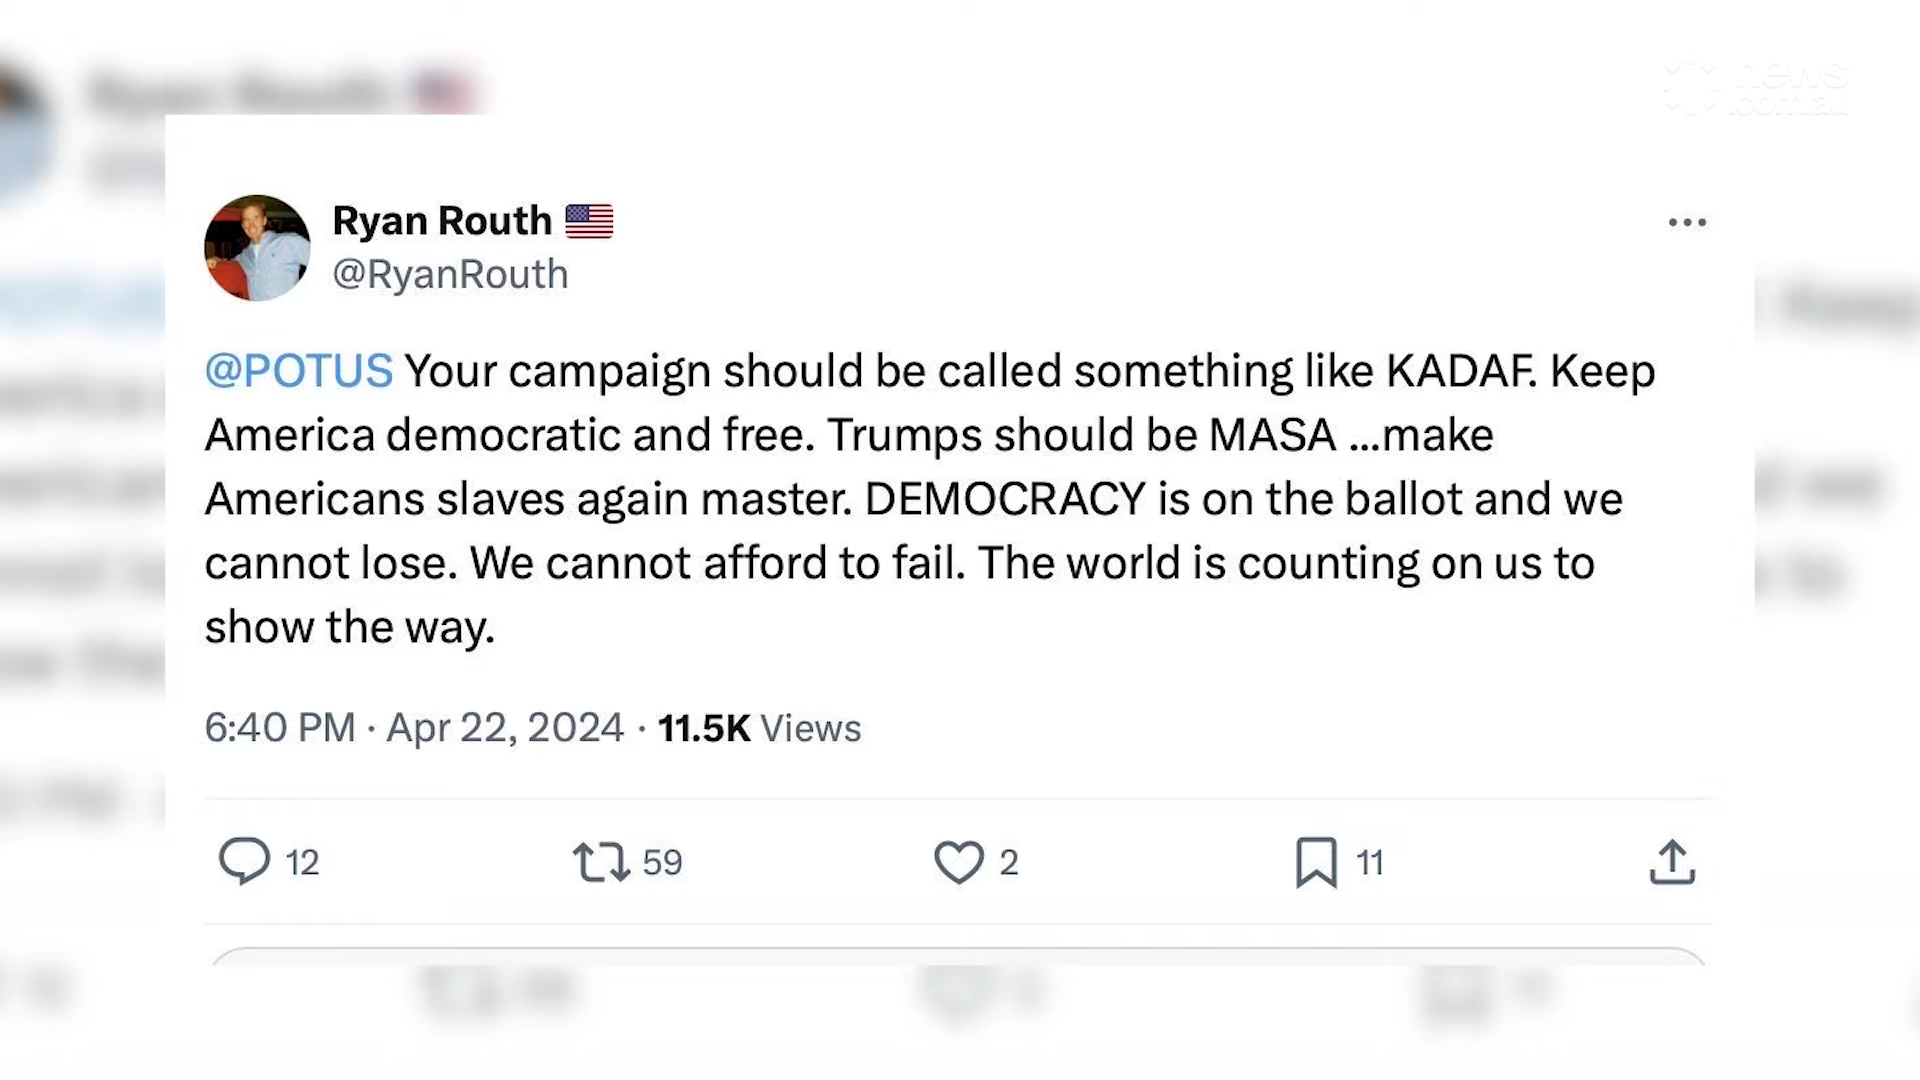 news
.com.au
Ryan Routh
@RyanRouth
@POTUS Your campaign should be called something like KADAF. Keep
America democratic and free. Trumps should be MASA ...make
Americans slaves again master. DEMOCRACY is on the ballot and we
cannot lose. We cannot afford to fail. The world is counting on us to
show the way.
6:40 PM · Apr 22, 2024 · 11.5K Views
12 59 2 11